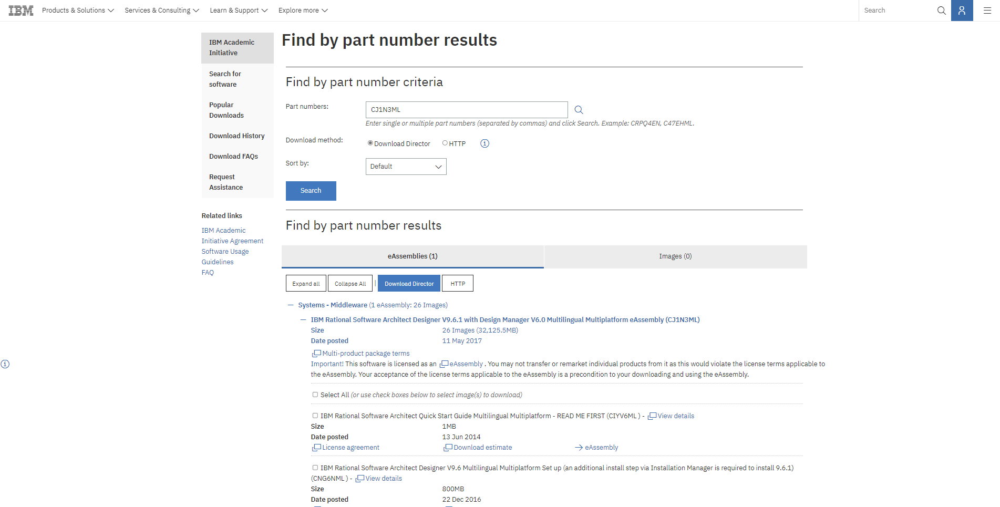 IBM Products & Solutions Services & Consulting Learn & Support Explore more Search
IBM Academic
Initiative
Search for
software
Popular
Downloads
Download History
Download FAQs
Request
Assistance
Related links
IBM Academic
Initiative Agreement
Software Usage
Guidelines
FAQ
Find by part number results
Find by part number criteria
Part numbers: CJ1N3ML
Enter single or multiple part numbers (separated by commas) and click Search. Example: CRPQ4EN, C47EHML.
Download method: Download Director HTTP
Sort by: Default
Search
Find by part number results
eAssemblies (1) Images (0)
Expand all Collapse All | Download Director HTTP
Systems - Middleware (1 eAssembly: 26 Images)
IBM Rational Software Architect Designer V9.6.1 with Design Manager V6.0 Multilingual Multiplatform eAssembly (CJ1N3ML)
Size 26 Images (32,125.5MB)
Date posted 11 May 2017
Multi-product package terms
Important! This software is licensed as an eAssembly . You may not transfer or remarket individual products from it as this would violate the license terms applicable to
the eAssembly. Your acceptance of the license terms applicable to the eAssembly is a precondition to your downloading and using the eAssembly.
Select All (or use check boxes below to select image(s) to download)
IBM Rational Software Architect Quick Start Guide Multilingual Multiplatform - READ ME FIRST (CIYV6ML ) - View details
Size 1MB
Date posted 13 Jun 2014
License agreement Download estimate eAssembly
IBM Rational Software Architect Designer V9.6 Multilingual Multiplatform Set up (an additional install step via Installation Manager is required to install 9.6.1)
(CNG6NML ) - View details
Size 800MB
Date posted 22 Dec 2016